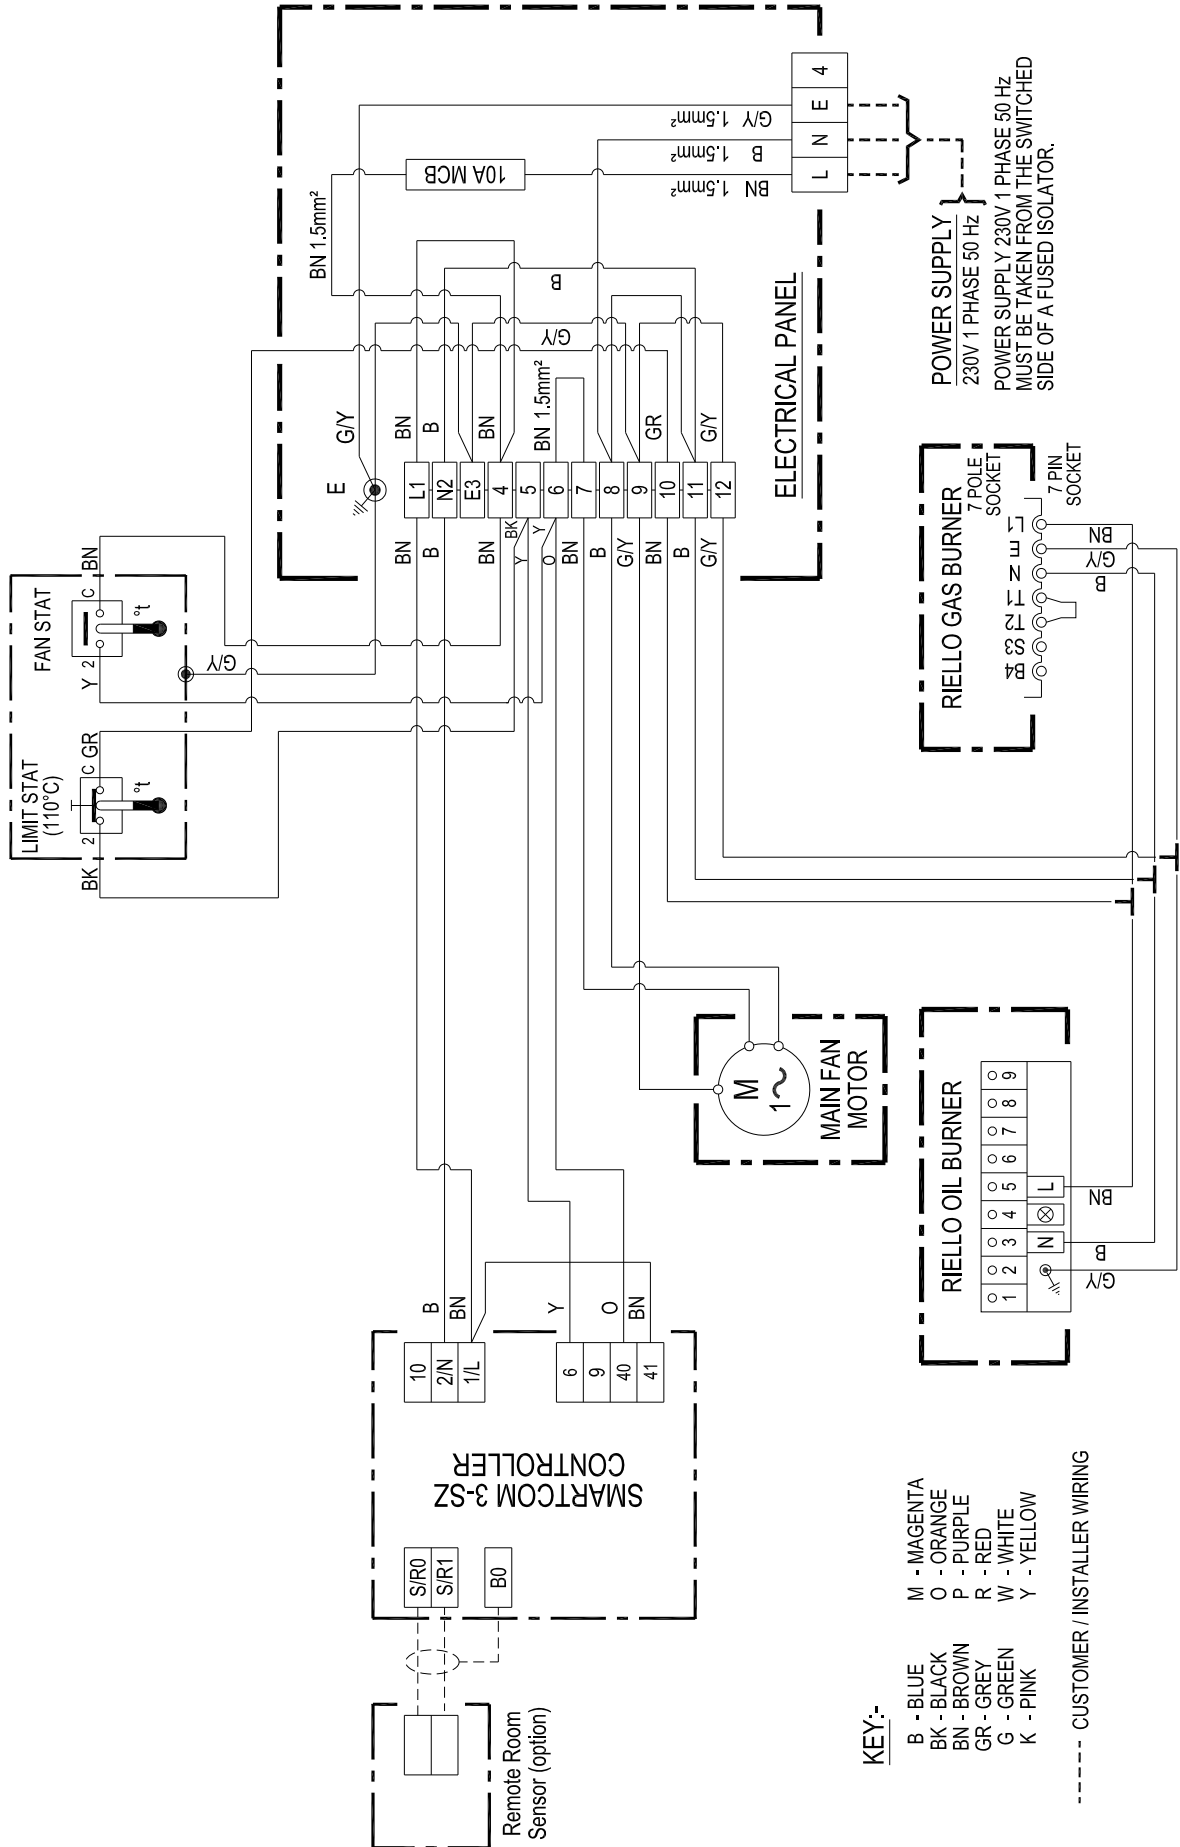 FAN STAT
C BN
Y 2
°t
LIMIT STAT
(110°C)
C GR
BK 2
°t
G/Y
E
G/Y
BN 1.5mm²
10A MCB
BN 1.5mm²
B 1.5mm²
G/Y 1.5mm²
L
N
E
4
POWER SUPPLY
230V 1 PHASE 50 Hz
POWER SUPPLY 230V 1 PHASE 50 Hz
MUST BE TAKEN FROM THE SWITCHED
SIDE OF A FUSED ISOLATOR.
ELECTRICAL PANEL
B
G/Y
BN 1.5mm²
BN L1 BN
B N2 B
E3
BN 4 BN
BK
Y 5
Y
O 6
BN 7
B 8
G/Y 9
BN 10 GR
B 11
G/Y 12 G/Y
RIELLO GAS BURNER
7 POLE
SOCKET
7 PIN
SOCKET
L1
E
N
T1
T2
S3
B4
BN
G/Y
B
MAIN FAN
MOTOR
M
1~
RIELLO OIL BURNER
1 2 3 4 5 6 7 8 9
N
L
G/Y
B
BN
SMARTCOM 3-SZ
CONTROLLER
10
2/N B
1/L BN
6 Y
9
40 O
41 BN
S/R0
S/R1
B0
Remote Room
Sensor (option)
KEY:-
B - BLUE
BK - BLACK
BN - BROWN
GR - GREY
G - GREEN
K - PINK
M - MAGENTA
O - ORANGE
P - PURPLE
R - RED
W - WHITE
Y - YELLOW
CUSTOMER / INSTALLER WIRING